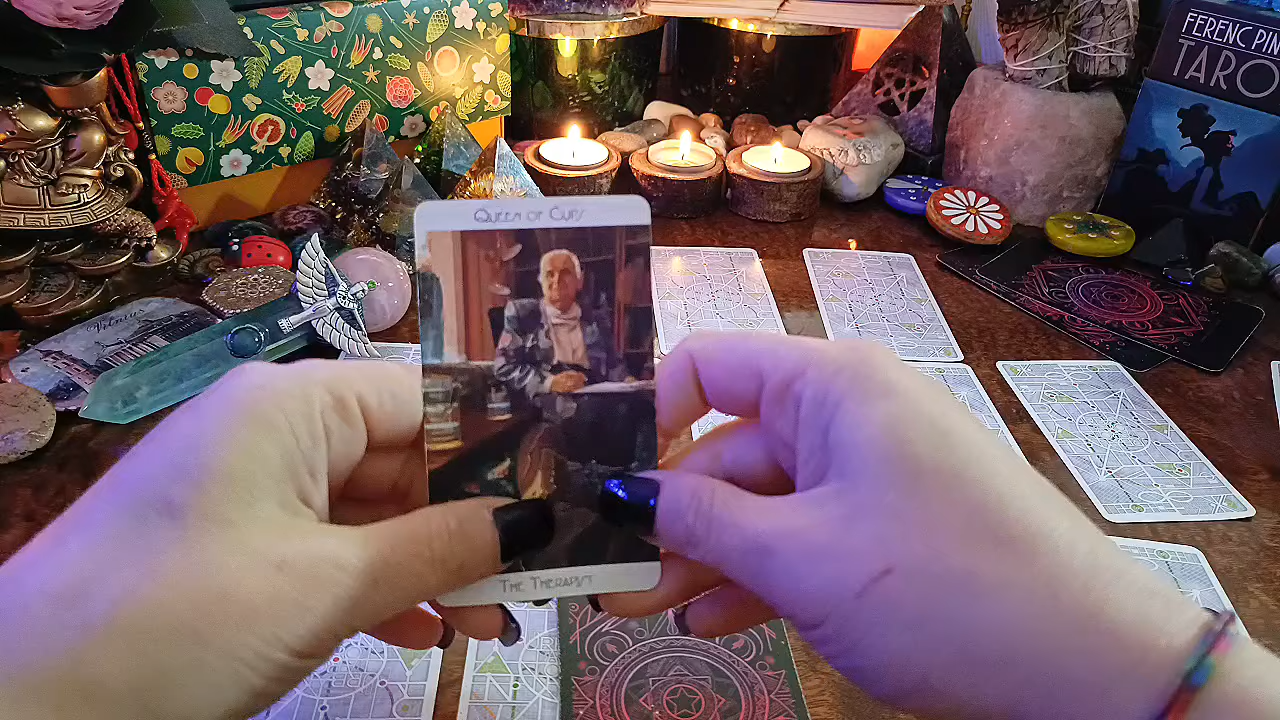 FERENC PIN
TARO
QUEEN OF CUPS
Vilnius
THE THERAPIST